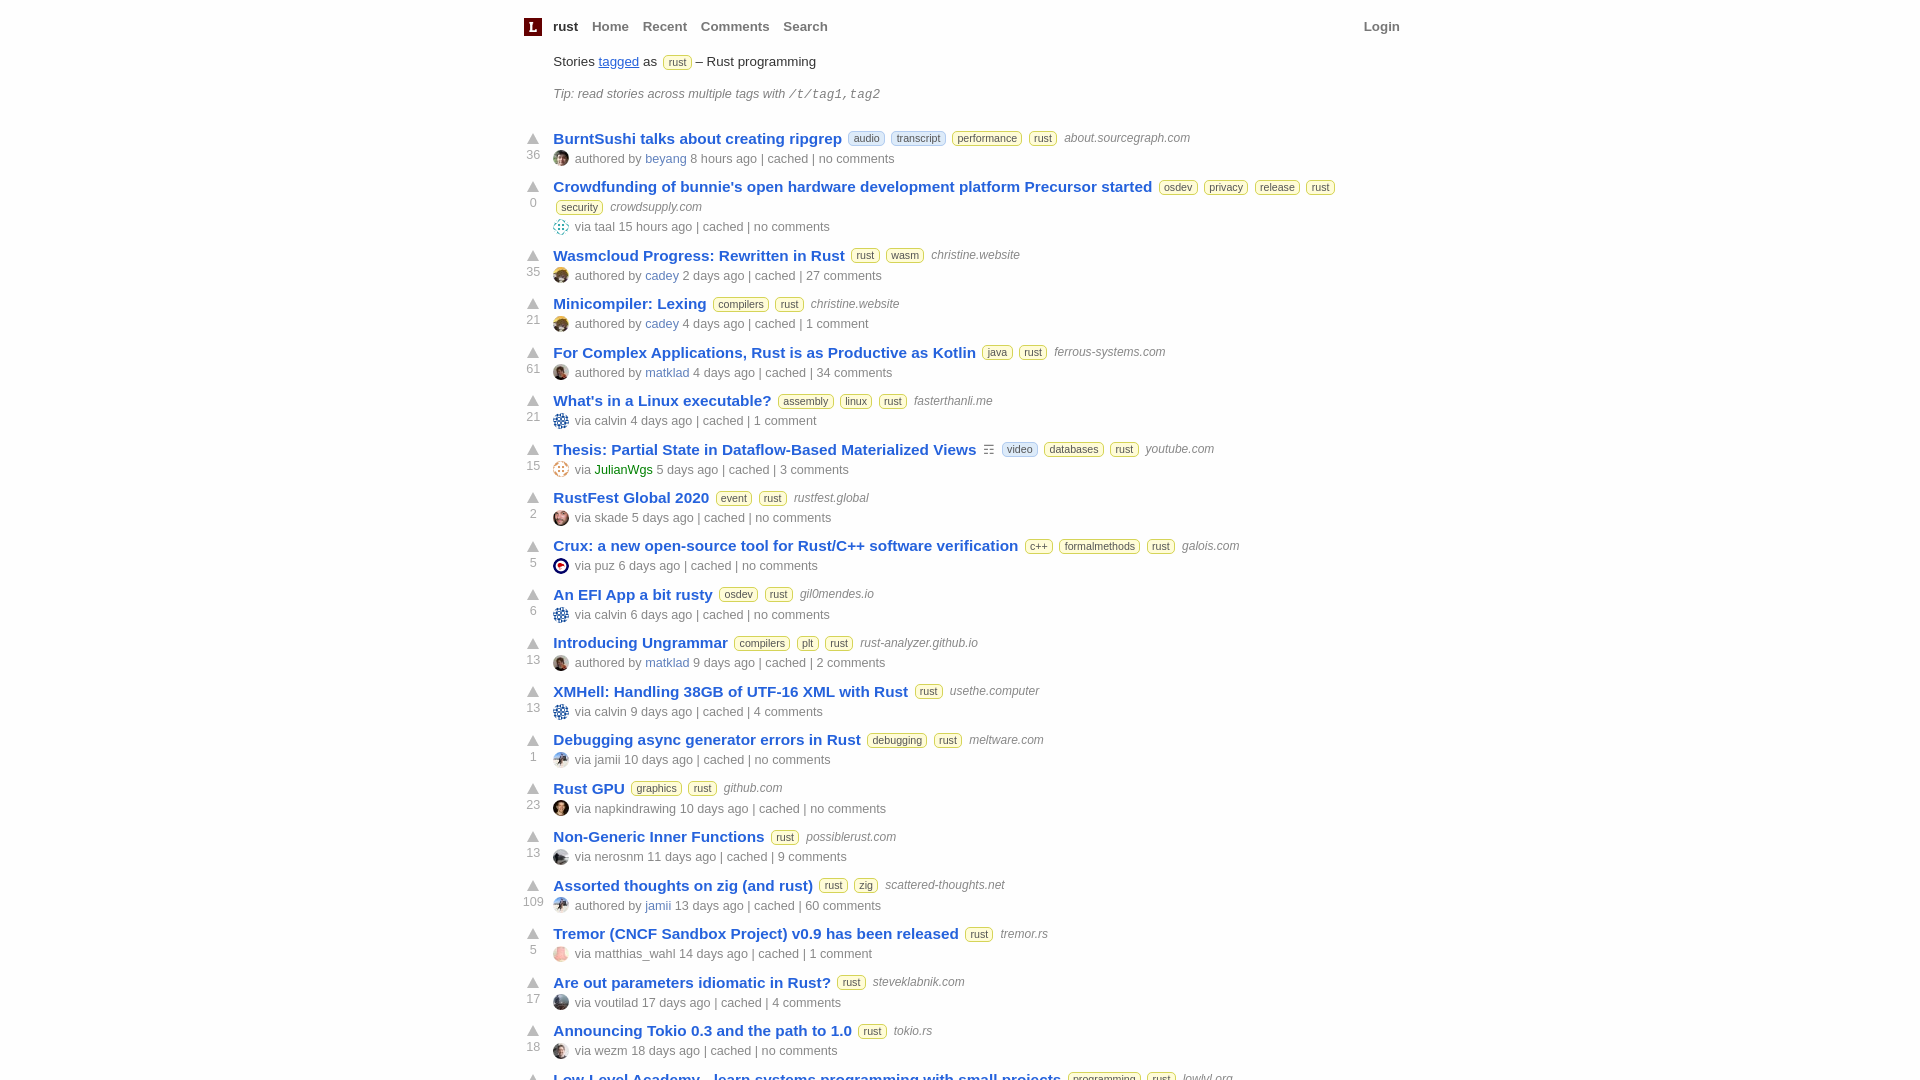 L rust Home Recent Comments Search Login
Stories tagged as rust – Rust programming
Tip: read stories across multiple tags with /t/tag1,tag2
BurntSushi talks about creating ripgrep audio transcript performance rust about.sourcegraph.com
36 authored by beyang 8 hours ago | cached | no comments
Crowdfunding of bunnie's open hardware development platform Precursor started osdev privacy release rust
0 security crowdsupply.com
via taal 15 hours ago | cached | no comments
Wasmcloud Progress: Rewritten in Rust rust wasm christine.website
35 authored by cadey 2 days ago | cached | 27 comments
Minicompiler: Lexing compilers rust christine.website
21 authored by cadey 4 days ago | cached | 1 comment
For Complex Applications, Rust is as Productive as Kotlin java rust ferrous-systems.com
61 authored by matklad 4 days ago | cached | 34 comments
What's in a Linux executable? assembly linux rust fasterthanli.me
21 via calvin 4 days ago | cached | 1 comment
Thesis: Partial State in Dataflow-Based Materialized Views ☶ video databases rust youtube.com
15 via JulianWgs 5 days ago | cached | 3 comments
RustFest Global 2020 event rust rustfest.global
2 via skade 5 days ago | cached | no comments
Crux: a new open-source tool for Rust/C++ software verification c++ formalmethods rust galois.com
5 via puz 6 days ago | cached | no comments
An EFI App a bit rusty osdev rust gil0mendes.io
6 via calvin 6 days ago | cached | no comments
Introducing Ungrammar compilers plt rust rust-analyzer.github.io
13 authored by matklad 9 days ago | cached | 2 comments
XMHell: Handling 38GB of UTF-16 XML with Rust rust usethe.computer
13 via calvin 9 days ago | cached | 4 comments
Debugging async generator errors in Rust debugging rust meltware.com
1 via jamii 10 days ago | cached | no comments
Rust GPU graphics rust github.com
23 via napkindrawing 10 days ago | cached | no comments
Non-Generic Inner Functions rust possiblerust.com
13 via nerosnm 11 days ago | cached | 9 comments
Assorted thoughts on zig (and rust) rust zig scattered-thoughts.net
109 authored by jamii 13 days ago | cached | 60 comments
Tremor (CNCF Sandbox Project) v0.9 has been released rust tremor.rs
5 via matthias_wahl 14 days ago | cached | 1 comment
Are out parameters idiomatic in Rust? rust steveklabnik.com
17 via voutilad 17 days ago | cached | 4 comments
Announcing Tokio 0.3 and the path to 1.0 rust tokio.rs
18 via wezm 18 days ago | cached | no comments
Low Level Academy - learn systems programming with small projects programming rust lowlvl.org